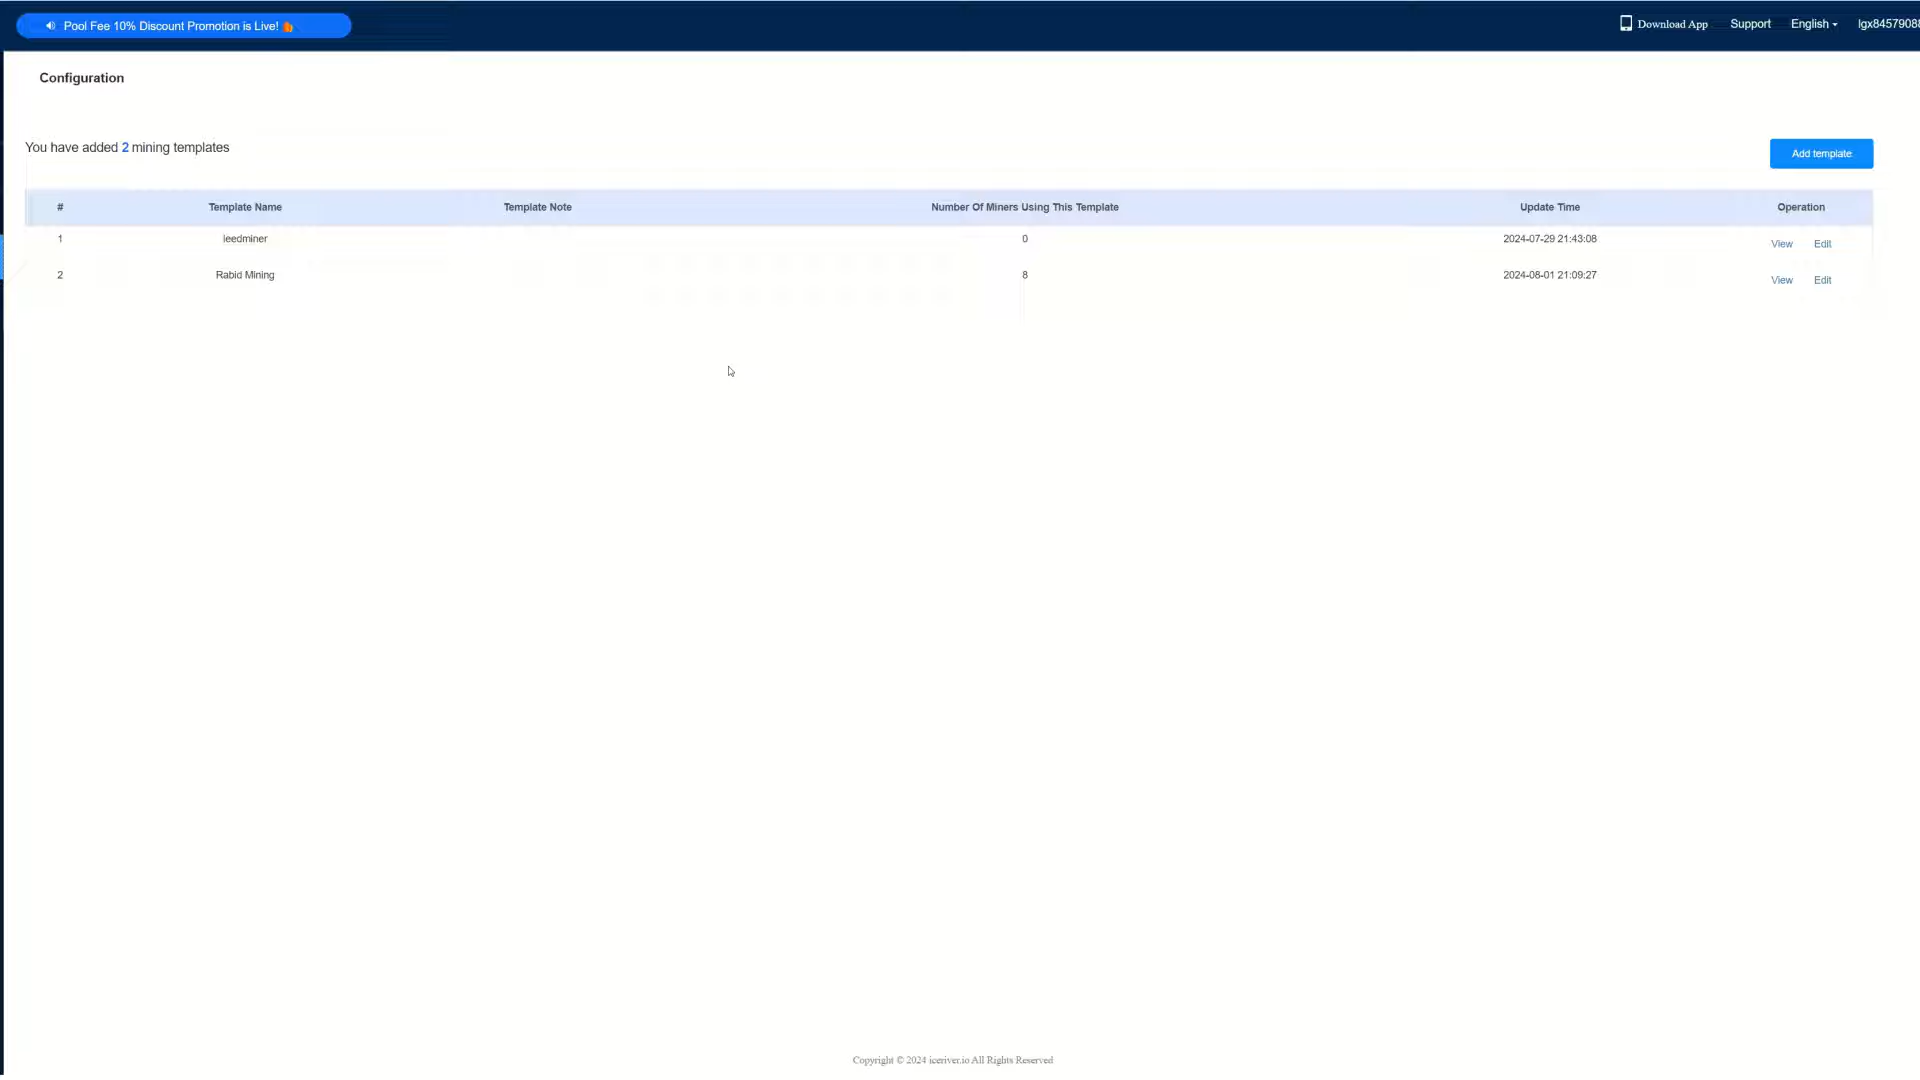 Pool Fee 10% Discount Promotion is Live!
Download App Support English lgx8457908
Configuration
You have added 2 mining templates
Add template
# Template Name Template Note Number Of Miners Using This Template Update Time Operation
1 leedminer 0 2024-07-29 21:43:08 View Edit
2 Rabid Mining 8 2024-08-01 21:09:27 View Edit
Copyright © 2024 iceriver.io All Rights Reserved